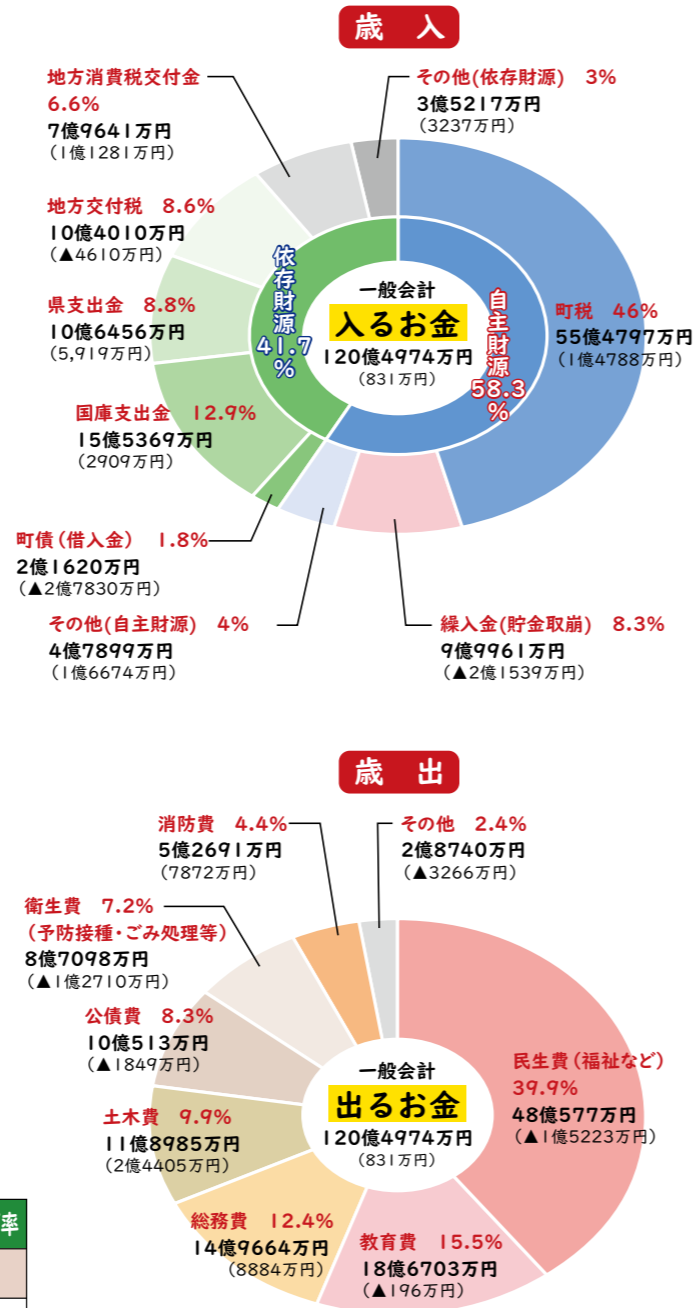 歳 入
地方消費税交付金
6.6%
7億9641万円
(1億1281万円)
その他(依存財源) 3%
3億5217万円
(3237万円)
地方交付税 8.6%
10億4010万円
(▲4610万円)
県支出金 8.8%
10億6456万円
(5,919万円)
国庫支出金 12.9%
15億5369万円
(2909万円)
町債(借入金) 1.8%
2億1620万円
(▲2億7830万円)
その他(自主財源) 4%
4億7899万円
(1億6674万円)
依存財源
41.7
%
一般会計
入るお金
120億4974万円
(831万円)
自主財源
58.3
%
町税 46%
55億4797万円
(1億4788万円)
繰入金(貯金取崩) 8.3%
9億9961万円
(▲2億1539万円)
歳 出
消防費 4.4%
5億2691万円
(7872万円)
その他 2.4%
2億8740万円
(▲3266万円)
衛生費 7.2%
(予防接種・ごみ処理等)
8億7098万円
(▲1億2710万円)
公債費 8.3%
10億513万円
(▲1849万円)
土木費 9.9%
11億8985万円
(2億4405万円)
総務費 12.4%
14億9664万円
(8884万円)
一般会計
出るお金
120億4974万円
(831万円)
民生費(福祉など)
39.9%
48億577万円
(▲1億5223万円)
教育費 15.5%
18億6703万円
(▲196万円)
率